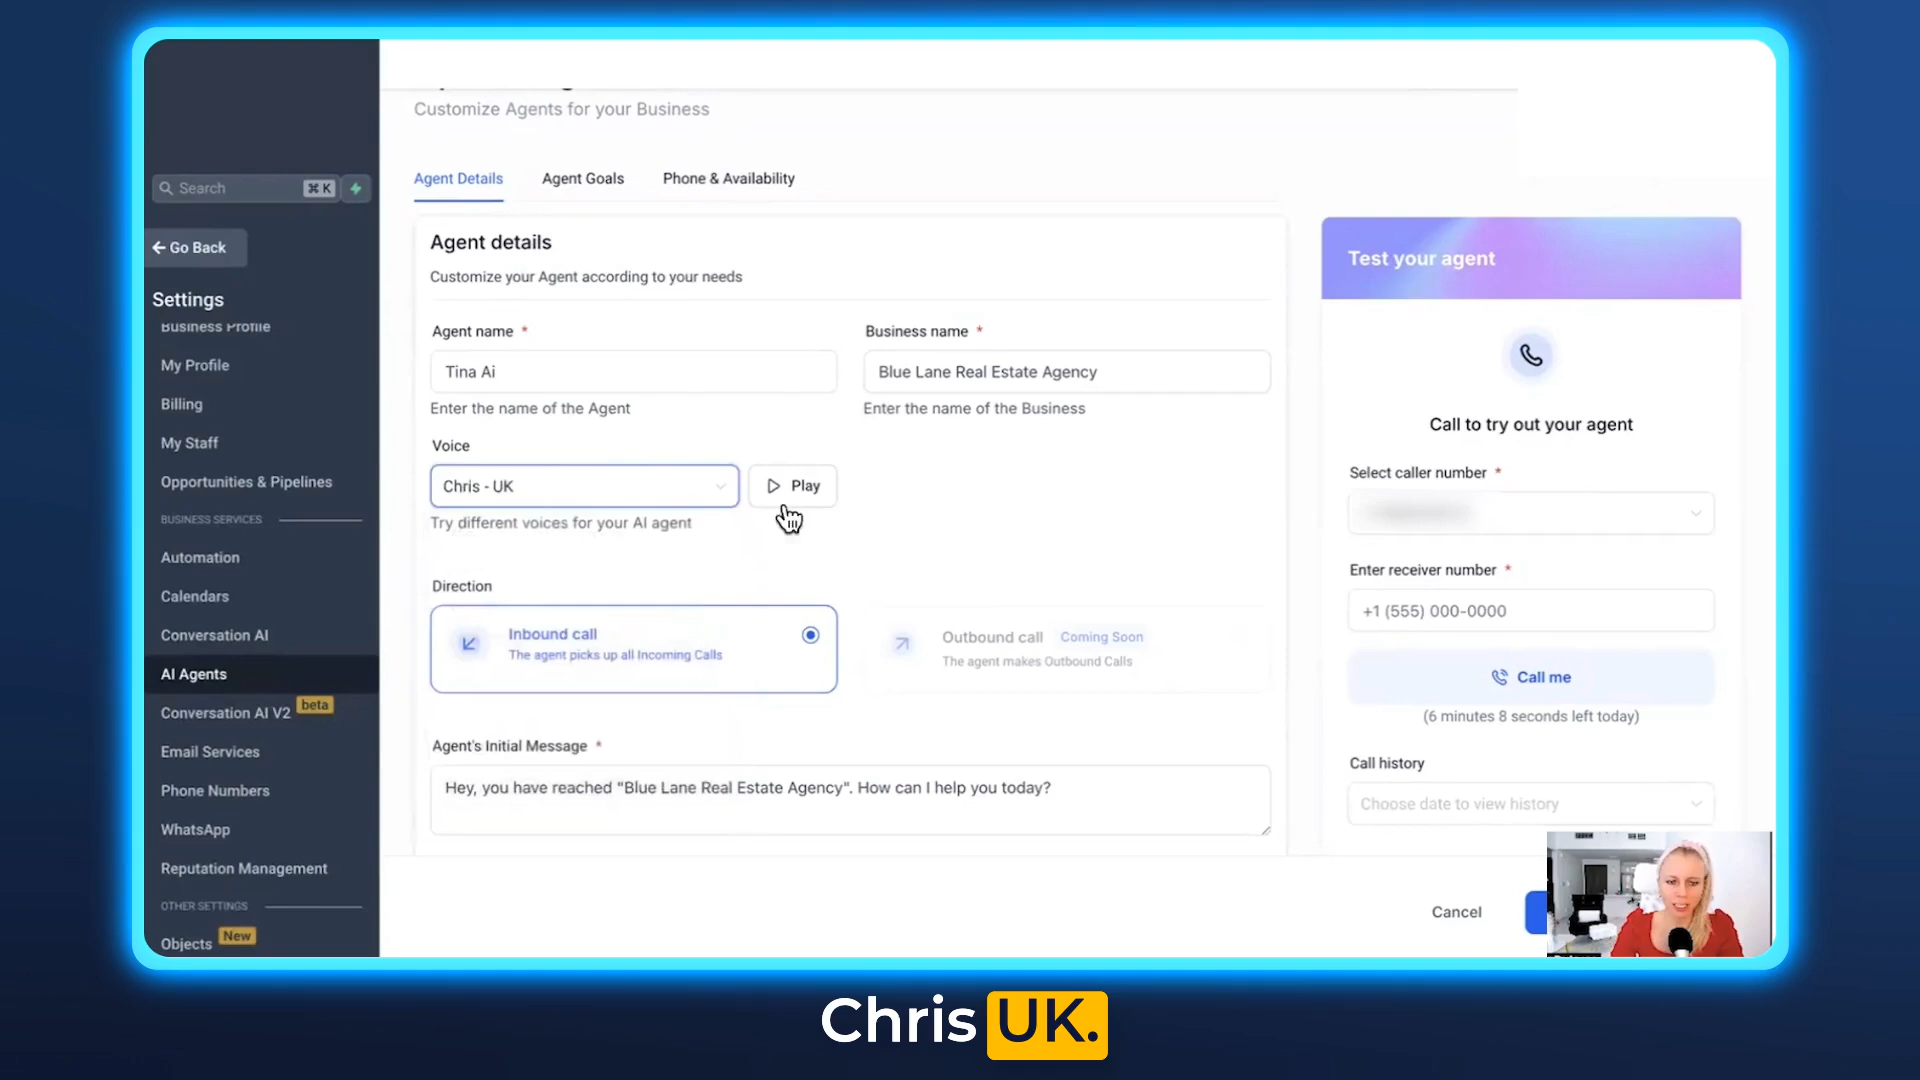 Customize Agents for your Business
Agent Details
Agent Goals
Phone & Availability
Search
⌘ K
Go Back
Settings
Business Profile
My Profile
Billing
My Staff
Opportunities & Pipelines
BUSINESS SERVICES
Automation
Calendars
Conversation AI
AI Agents
Conversation AI V2
beta
Email Services
Phone Numbers
WhatsApp
Reputation Management
OTHER SETTINGS
Objects
New
Agent details
Customize your Agent according to your needs
Agent name *
Tina Ai
Enter the name of the Agent
Business name *
Blue Lane Real Estate Agency
Enter the name of the Business
Voice
Chris - UK
Play
Try different voices for your AI agent
Direction
Inbound call
The agent picks up all Incoming Calls
Outbound call
Coming Soon
The agent makes Outbound Calls
Agent's Initial Message *
Hey, you have reached "Blue Lane Real Estate Agency". How can I help you today?
Test your agent
Call to try out your agent
Select caller number *
Enter receiver number *
+1 (555) 000-0000
Call me
(6 minutes 8 seconds left today)
Call history
Choose date to view history
Cancel
Chris UK.